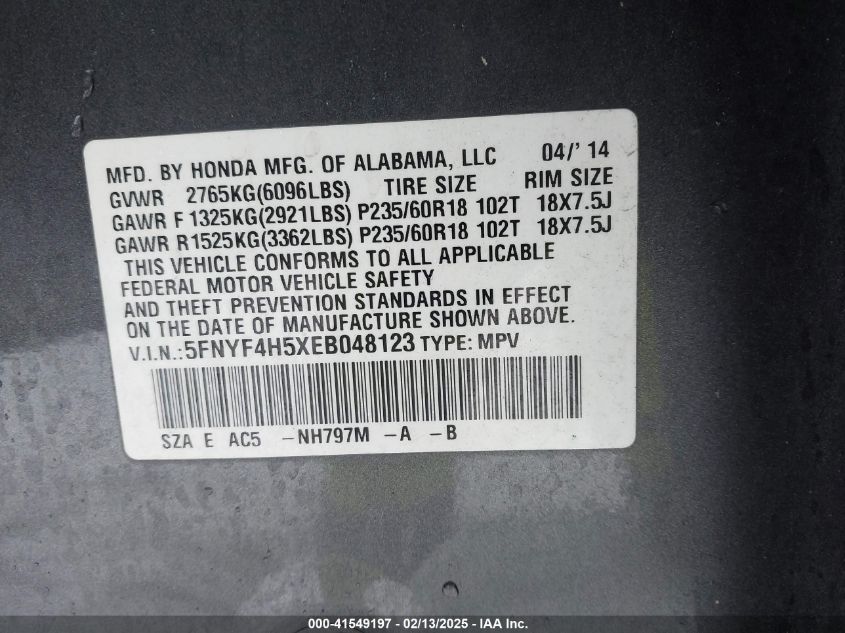 MFD. BY HONDA MFG. OF ALABAMA, LLC 04/' 14
GVWR 2765KG(6096LBS) TIRE SIZE RIM SIZE
GAWR F 1325KG(2921LBS) P235/60R18 102T 18X7.5J
GAWR R1525KG(3362LBS) P235/60R18 102T 18X7.5J
THIS VEHICLE CONFORMS TO ALL APPLICABLE
FEDERAL MOTOR VEHICLE SAFETY
AND THEFT PREVENTION STANDARDS IN EFFECT
ON THE DATE OF MANUFACTURE SHOWN ABOVE.
V.I.N.:5FNYF4H5XEB048123 TYPE: MPV
SZA E AC5 -NH797M -A -B
000-41549197 - 02/13/2025 - IAA Inc.